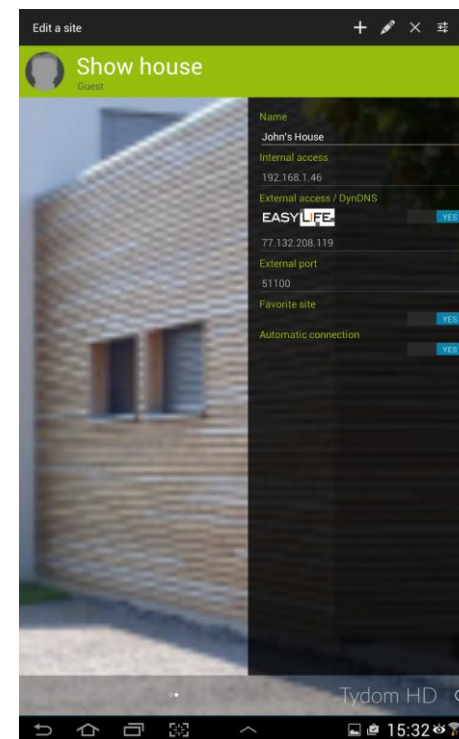 Edit a site
Show house
Guest
Name
John's House
Internal access
192.168.1.46
External access / DynDNS
EASYLIFE
YES
77.132.208.119
External port
51100
Favorite site
YES
Automatic connection
YES
Tydom HD
15:32